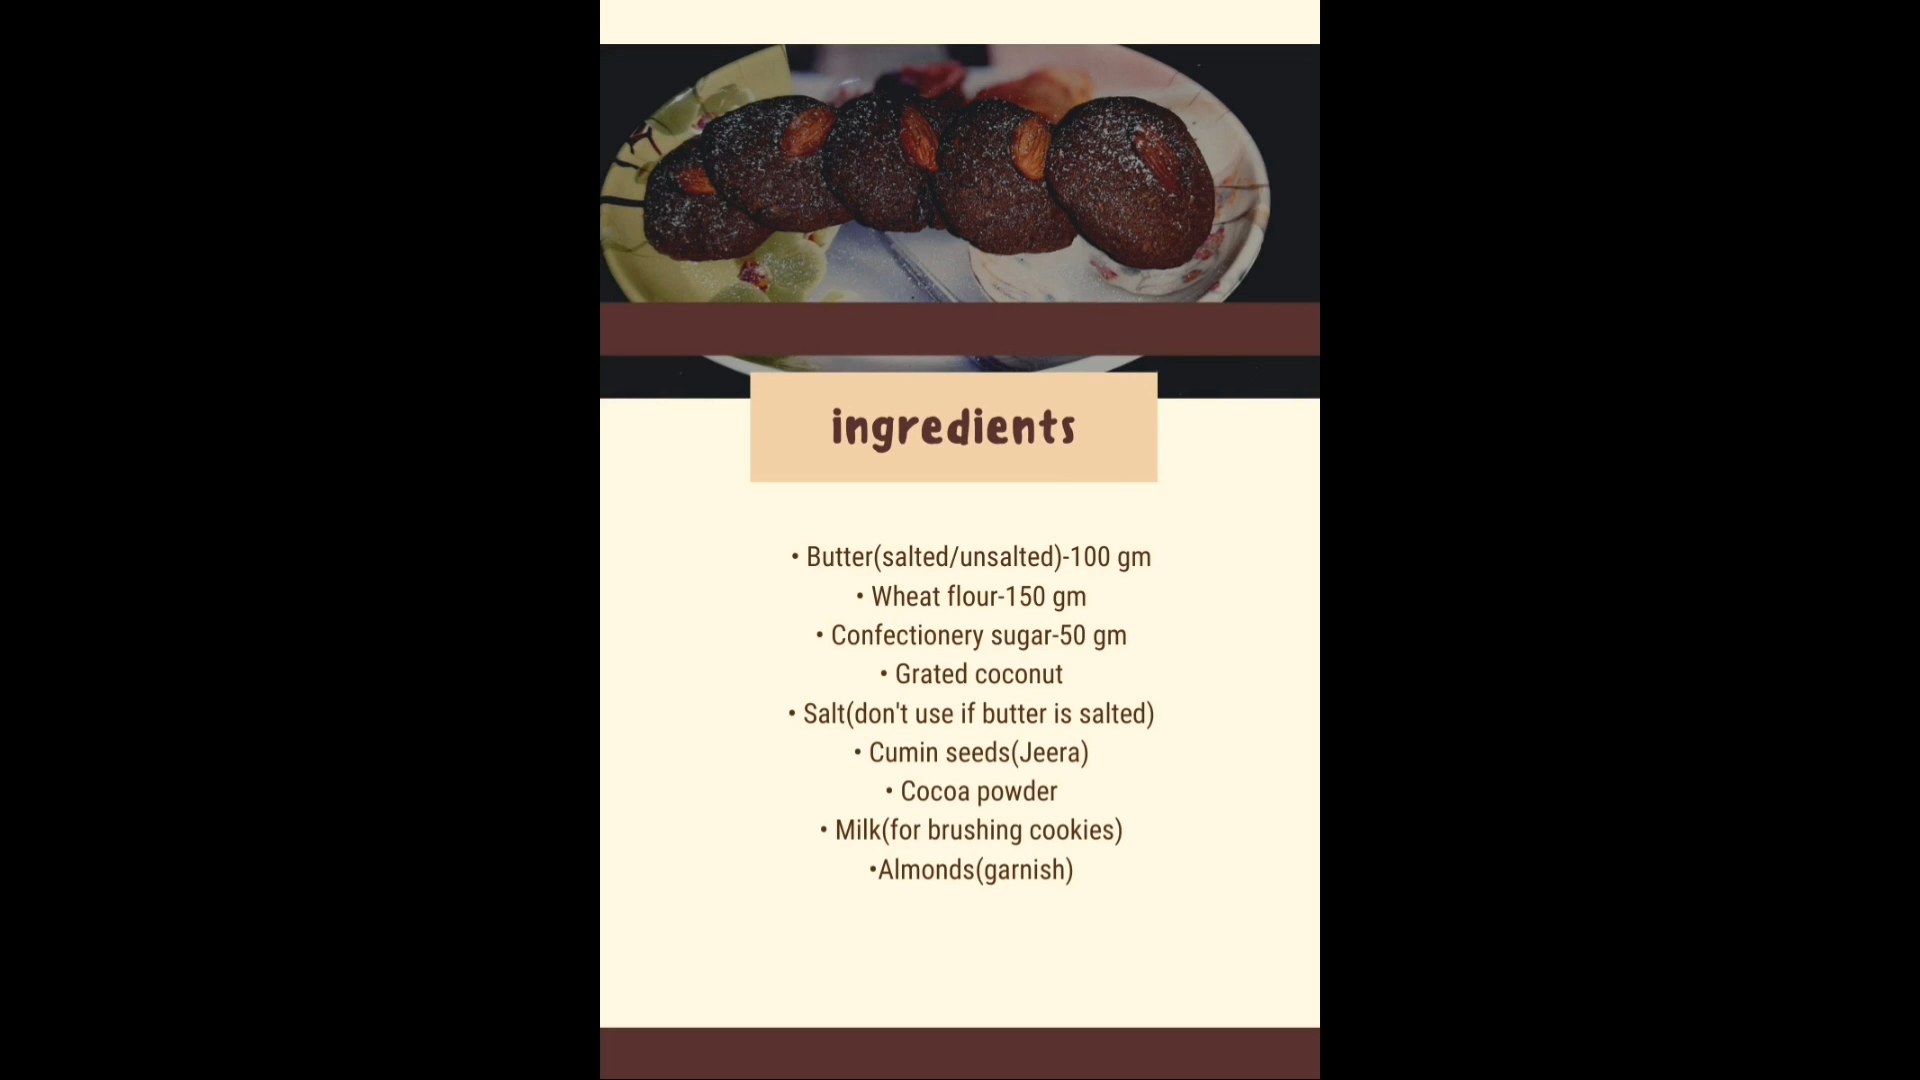 ingredients
• Butter(salted/unsalted)-100 gm
• Wheat flour-150 gm
• Confectionery sugar-50 gm
• Grated coconut
• Salt(don't use if butter is salted)
• Cumin seeds(Jeera)
• Cocoa powder
• Milk(for brushing cookies)
•Almonds(garnish)